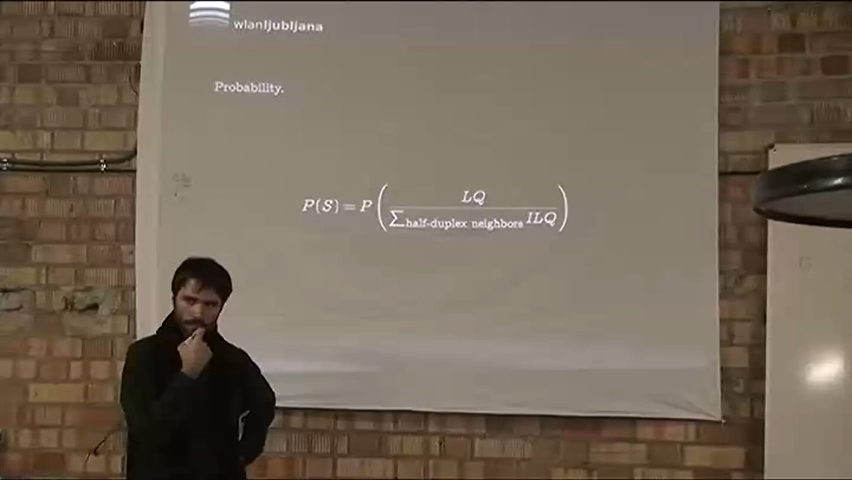 wlanljubljana
Probability.
P(S) = P ( LQ / ∑half-duplex neighbors ILQ )